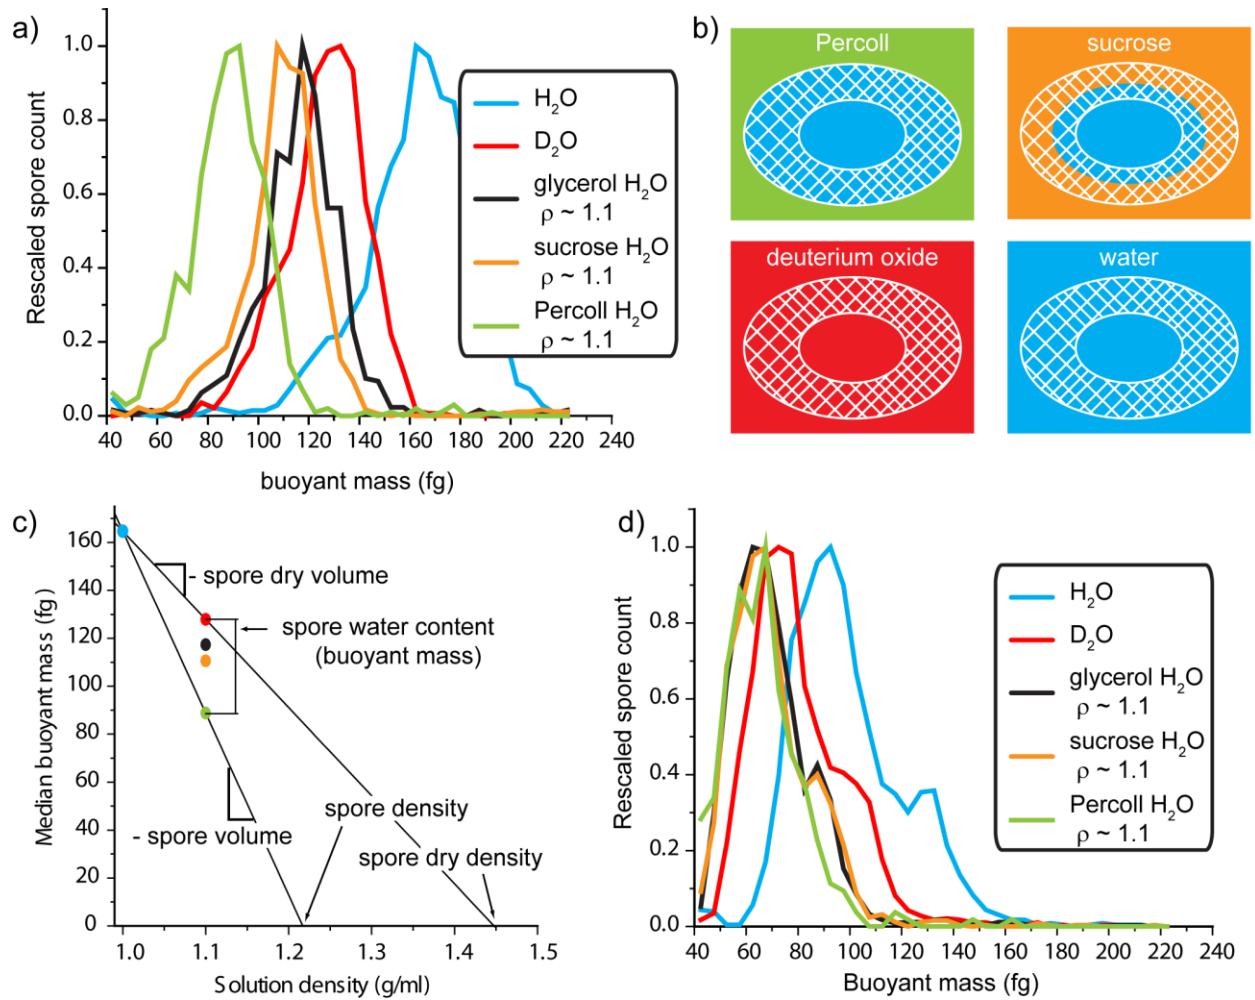 a)
Rescaled spore count
1.0
0.8
0.6
0.4
0.2
0.0
40 60 80 100 120 140 160 180 200 220 240
buoyant mass (fg)
H₂O
D₂O
glycerol H₂O
ρ ~ 1.1
sucrose H₂O
ρ ~ 1.1
Percoll H₂O
ρ ~ 1.1
b)
Percoll
sucrose
deuterium oxide
water
c)
Median buoyant mass (fg)
160
140
120
100
80
60
40
20
0
- spore dry volume
spore water content
(buoyant mass)
spore density
- spore volume
spore dry density
1.0 1.1 1.2 1.3 1.4 1.5
Solution density (g/ml)
d)
Rescaled spore count
1.0
0.8
0.6
0.4
0.2
0.0
40 60 80 100 120 140 160 180 200 220 240
Buoyant mass (fg)
H₂O
D₂O
glycerol H₂O
ρ ~ 1.1
sucrose H₂O
ρ ~ 1.1
Percoll H₂O
ρ ~ 1.1